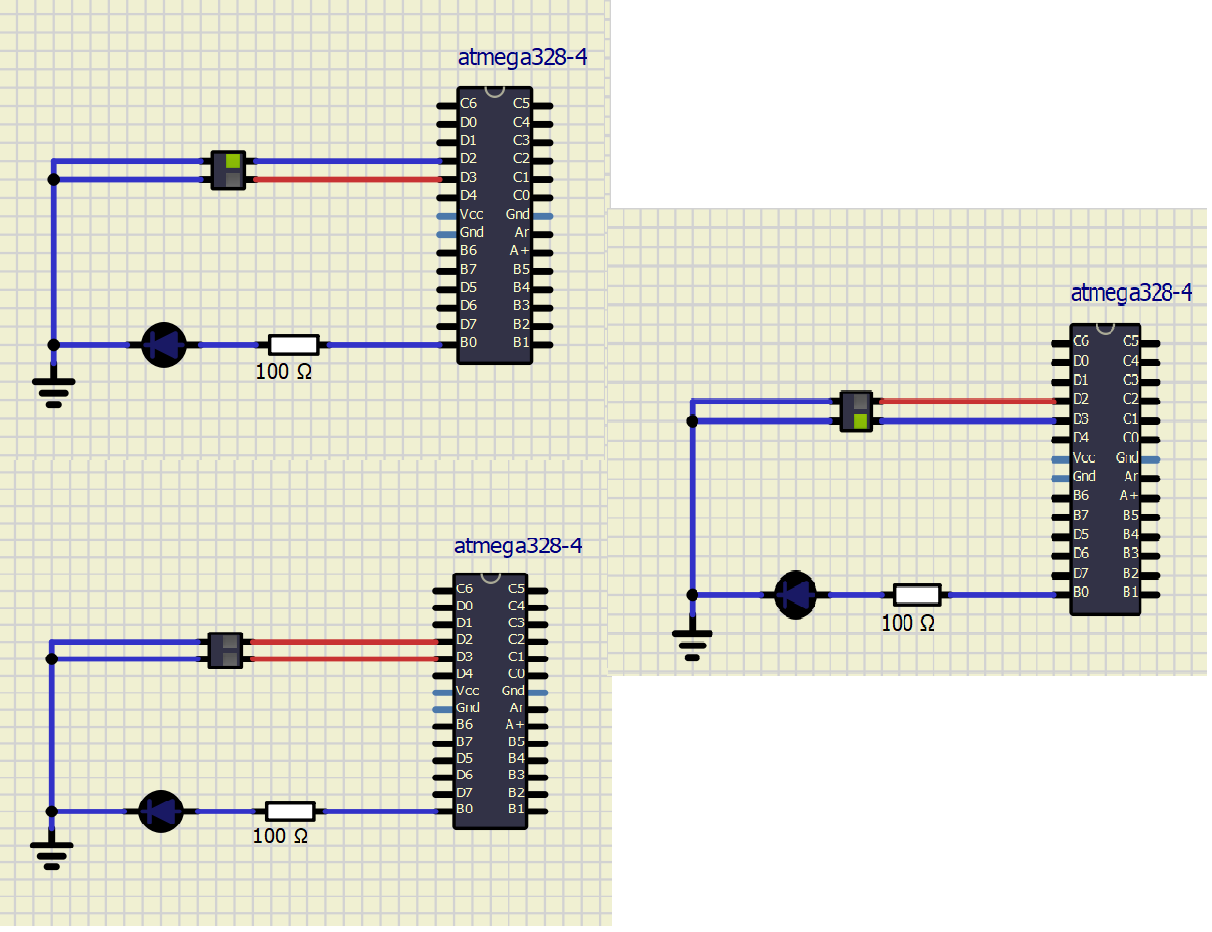 atmega328-4
C6 C5
D0 C4
D1 C3
D2 C2
D3 C1
D4 C0
Vcc Gnd
Gnd Ar
B6 A+
B7 B5
D5 B4
D6 B3
D7 B2
B0 B1
100 Ω
atmega328-4
C6 C5
D0 C4
D1 C3
D2 C2
D3 C1
D4 C0
Vcc Gnd
Gnd Ar
B6 A+
B7 B5
D5 B4
D6 B3
D7 B2
B0 B1
100 Ω
atmega328-4
C6 C5
D0 C4
D1 C3
D2 C2
D3 C1
D4 C0
Vcc Gnd
Gnd Ar
B6 A+
B7 B5
D5 B4
D6 B3
D7 B2
B0 B1
100 Ω